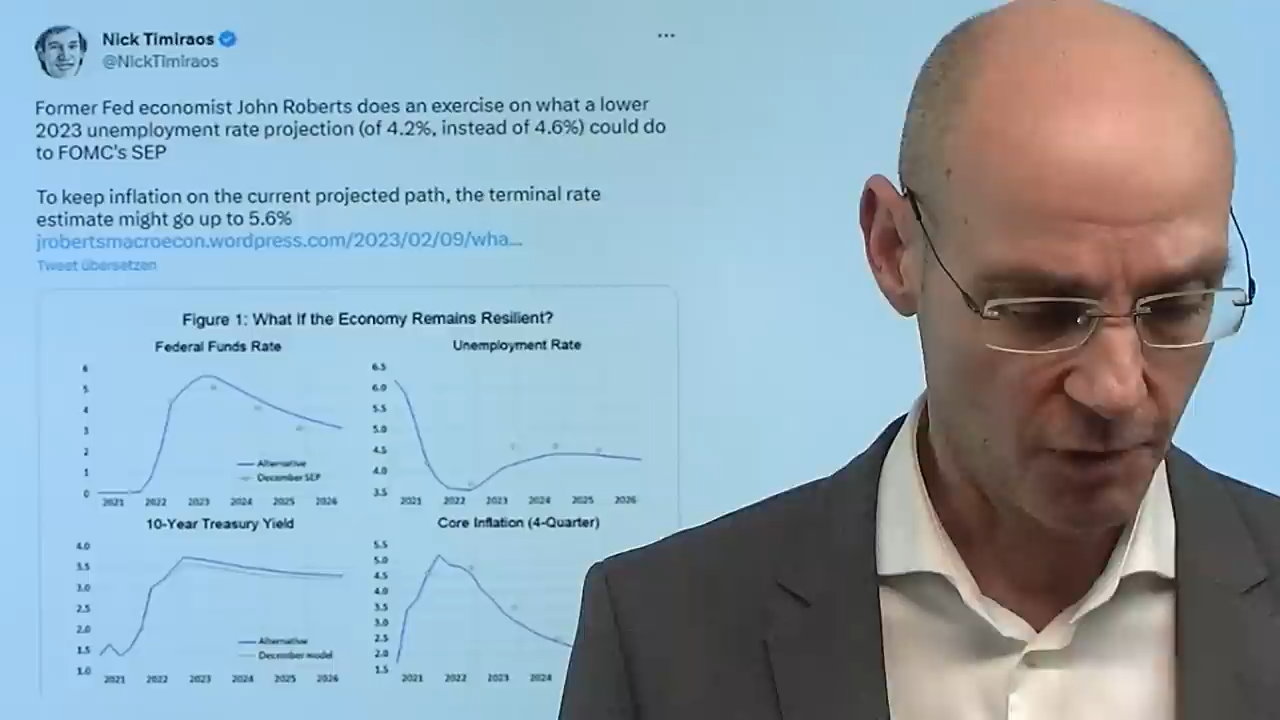 Nick Timiraos
@NickTimiraos
Former Fed economist John Roberts does an exercise on what a lower
2023 unemployment rate projection (of 4.2%, instead of 4.6%) could do
to FOMC's SEP
To keep inflation on the current projected path, the terminal rate
estimate might go up to 5.6%
jrobertsmacroecon.wordpress.com/2023/02/09/wha...
Tweet übersetzen
Figure 1: What If the Economy Remains Resilient?
Federal Funds Rate
6
5
4
3
2
1
0
Alternative
December SEP
2021 2022 2023 2024 2025 2026
Unemployment Rate
6.5
6.0
5.5
5.0
4.5
4.0
3.5
2021 2022 2023 2024 2025 2026
10-Year Treasury Yield
4.0
3.5
3.0
2.5
2.0
1.5
1.0
Alternative
December model
2021 2022 2023 2024 2025 2026
Core Inflation (4-Quarter)
5.5
5.0
4.5
4.0
3.5
3.0
2.5
2.0
1.5
2021 2022 2023 2024